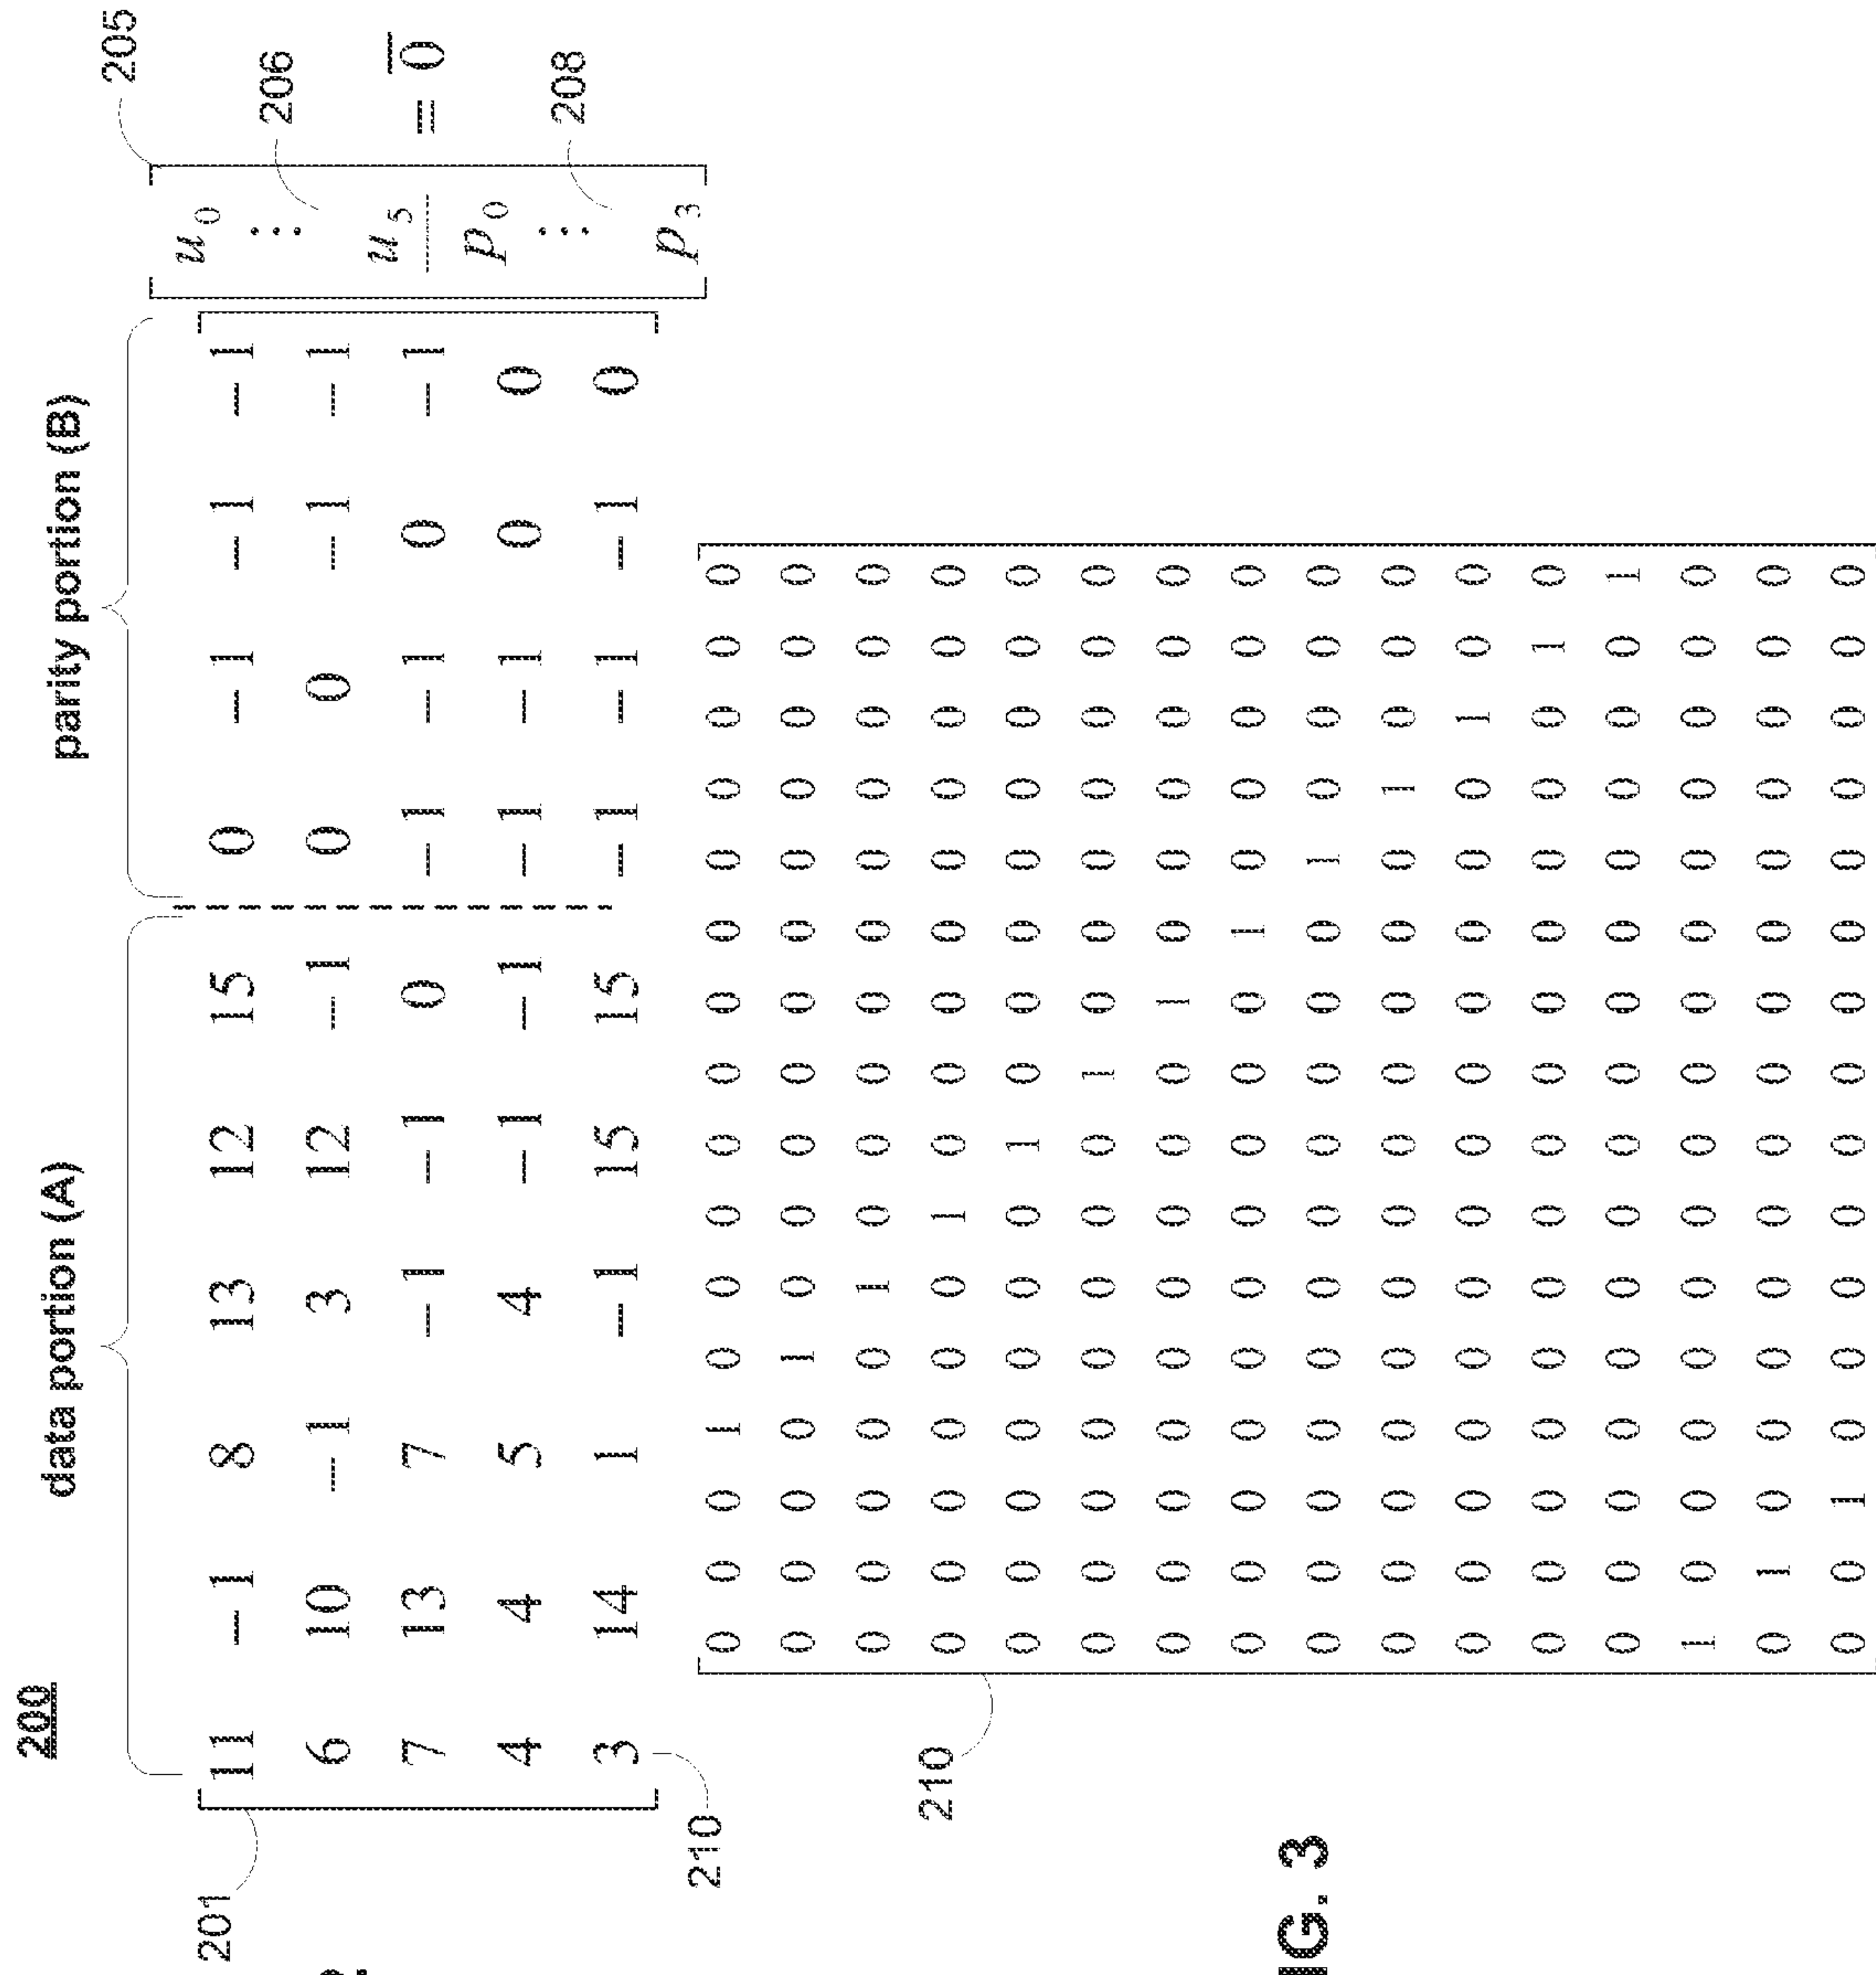 200
data portion (A) parity portion (B)
205
201
11 −1 8 13 12 15 0 −1 −1 −1
6 10 −1 3 12 −1 0 0 −1 −1
7 13 7 −1 −1 0 −1 −1 0 −1
4 4 5 4 −1 −1 −1 −1 0 0
3 14 1 −1 15 15 −1 −1 −1 0
u0
⋮ 206
u5
p0
⋮ 208
p3
= 0̅
210
210
0 0 0 1 0 0 0 0 0 0 0 0 0 0 0 0
0 0 0 0 1 0 0 0 0 0 0 0 0 0 0 0
0 0 0 0 0 1 0 0 0 0 0 0 0 0 0 0
0 0 0 0 0 0 1 0 0 0 0 0 0 0 0 0
0 0 0 0 0 0 0 1 0 0 0 0 0 0 0 0
0 0 0 0 0 0 0 0 1 0 0 0 0 0 0 0
0 0 0 0 0 0 0 0 0 1 0 0 0 0 0 0
0 0 0 0 0 0 0 0 0 0 1 0 0 0 0 0
0 0 0 0 0 0 0 0 0 0 0 1 0 0 0 0
0 0 0 0 0 0 0 0 0 0 0 0 1 0 0 0
0 0 0 0 0 0 0 0 0 0 0 0 0 1 0 0
0 0 0 0 0 0 0 0 0 0 0 0 0 0 1 0
0 0 0 0 0 0 0 0 0 0 0 0 0 0 0 1
1 0 0 0 0 0 0 0 0 0 0 0 0 0 0 0
0 1 0 0 0 0 0 0 0 0 0 0 0 0 0 0
0 0 1 0 0 0 0 0 0 0 0 0 0 0 0 0
IG. 3